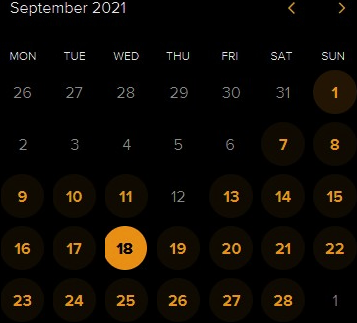 September 2021
MON TUE WED THU FRI SAT SUN
26 27 28 29 30 31 1
2 3 4 5 6 7 8
9 10 11 12 13 14 15
16 17 18 19 20 21 22
23 24 25 26 27 28 1